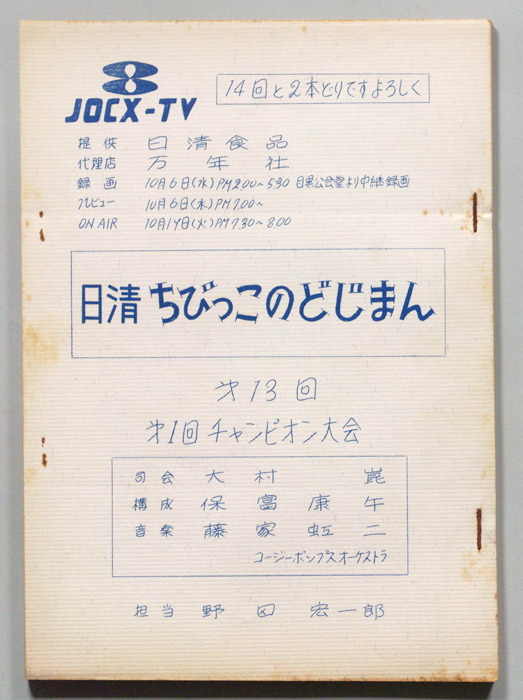 14回と2本どりですよろしく
JOCX-TV
提供 日清食品
代理店 万年社
録画 10月6日(水)PM2.00~5.30 目黒公会堂より中継録画
プレビュー 10月6日(木)PM7.00~
ON AIR 10月19日(火)PM7.30~8.00
日清ちびっこのどじまん
才13回
才1回チャンピオン大会
司会 大村崑
構成 保富康午
音楽 藤家虹二
コージーポップスオーケストラ
担当 野田宏一郎